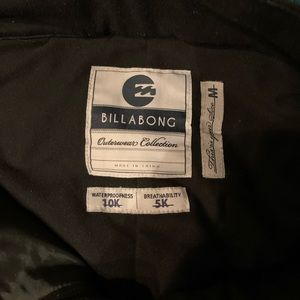 BILLABONG
Outerwear Collection
MADE IN CHINA
WATERPROOFNESS
10K
BREATHABILITY
5K
M